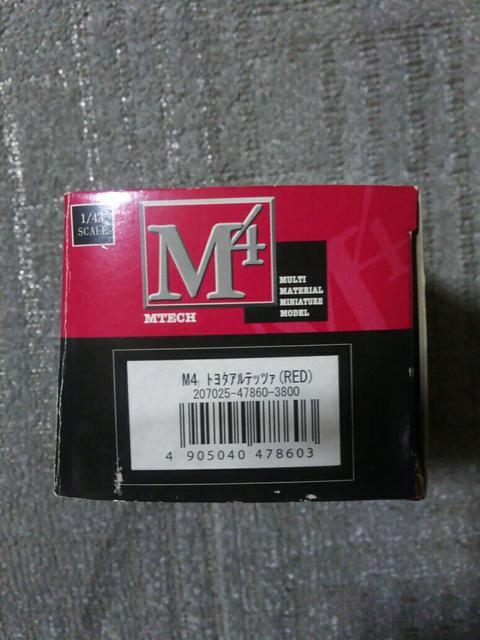 1/43
SCALE
M4
MTECH
MULTI
MATERIAL
MINIATURE
MODEL
M4 トヨタアルテッツァ(RED)
207025-47860-3800
4 905040 478603